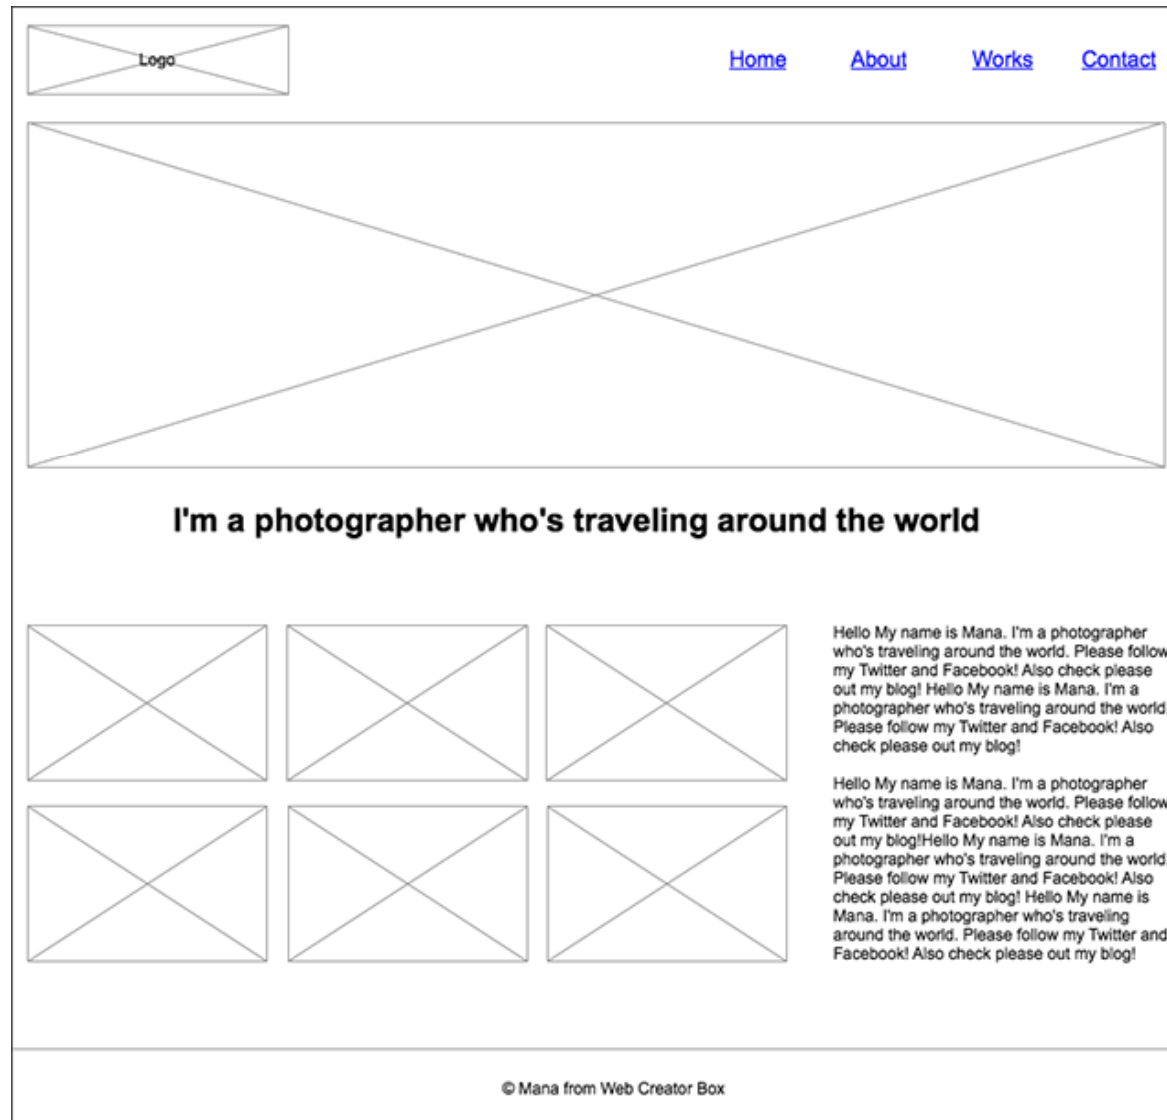 Logo
Home About Works Contact
I'm a photographer who's traveling around the world
Hello My name is Mana. I'm a photographer
who's traveling around the world. Please follow
my Twitter and Facebook! Also check please
out my blog! Hello My name is Mana. I'm a
photographer who's traveling around the world.
Please follow my Twitter and Facebook! Also
check please out my blog!
Hello My name is Mana. I'm a photographer
who's traveling around the world. Please follow
my Twitter and Facebook! Also check please
out my blog!Hello My name is Mana. I'm a
photographer who's traveling around the world.
Please follow my Twitter and Facebook! Also
check please out my blog! Hello My name is
Mana. I'm a photographer who's traveling
around the world. Please follow my Twitter and
Facebook! Also check please out my blog!
© Mana from Web Creator Box